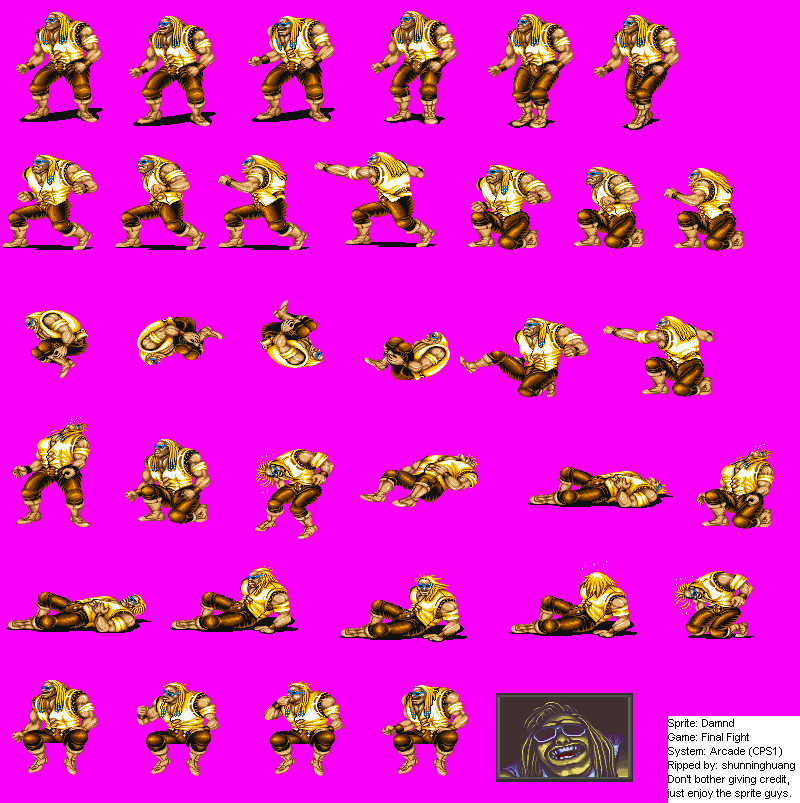 Sprite: Damnd
Game: Final Fight
System: Arcade (CPS1)
Ripped by: shunninghuang
Don't bother giving credit,
just enjoy the sprite guys.